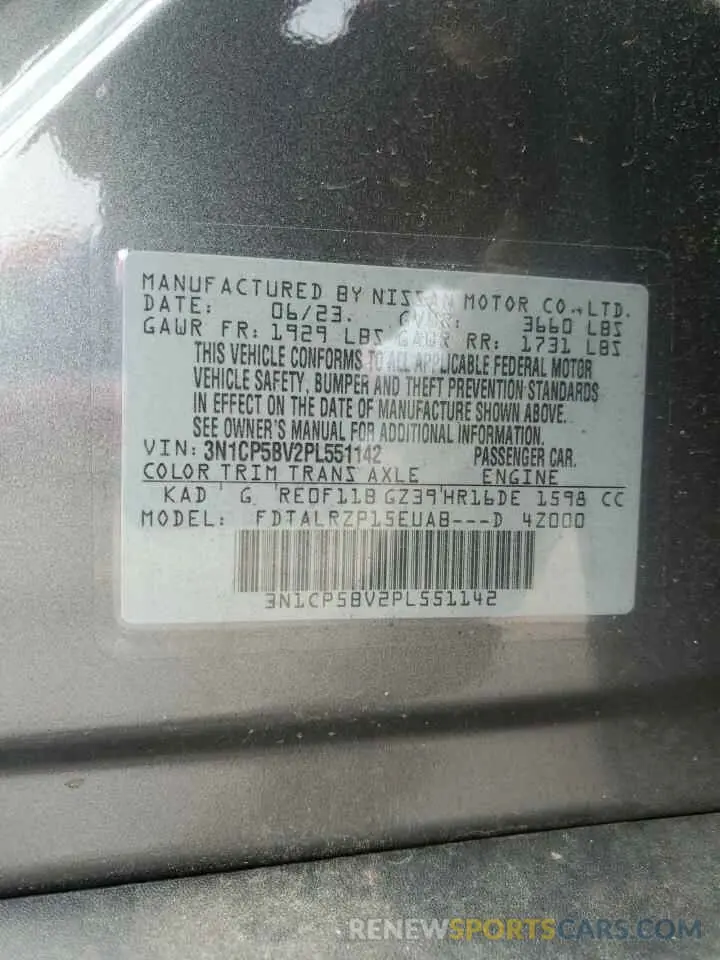 MANUFACTURED BY NISSAN MOTOR CO.,LTD.
DATE: 06/23. GVWR: 3660 LBS
GAWR FR: 1929 LBS GAWR RR: 1731 LBS
THIS VEHICLE CONFORMS TO ALL APPLICABLE FEDERAL MOTOR
VEHICLE SAFETY, BUMPER AND THEFT PREVENTION STANDARDS
IN EFFECT ON THE DATE OF MANUFACTURE SHOWN ABOVE.
SEE OWNER'S MANUAL FOR ADDITIONAL INFORMATION.
VIN: 3N1CP5BV2PL551142 PASSENGER CAR.
COLOR TRIM TRANS AXLE ENGINE
KAD G RE0F11B GZ39 HR16DE 1598 CC
MODEL: FDTALRZP15EUAB---D 4Z000
3N1CP5BV2PL551142
RENEWSPORTSCARS.COM